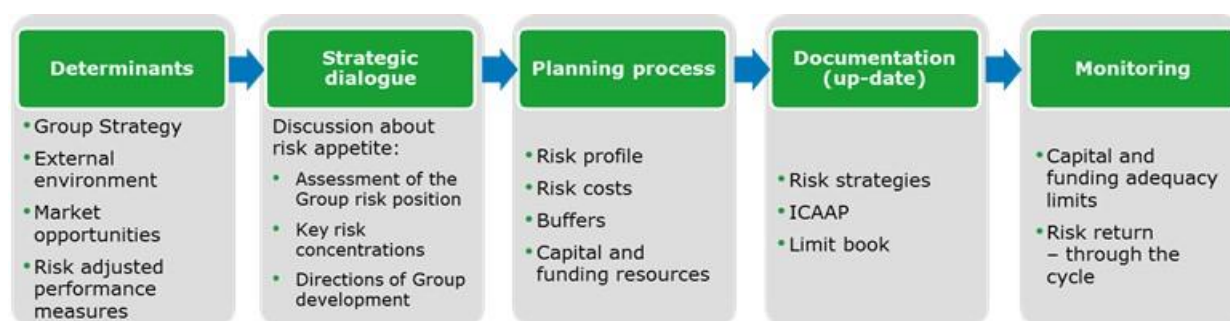 Determinants
• Group Strategy
• External
environment
• Market
opportunities
• Risk adjusted
performance
measures
Strategic
dialogue
Discussion about
risk appetite:
• Assessment of the
Group risk position
• Key risk
concentrations
• Directions of Group
development
Planning process
• Risk profile
• Risk costs
• Buffers
• Capital and
funding resources
Documentation
(up-date)
• Risk strategies
• ICAAP
• Limit book
Monitoring
• Capital and
funding adequacy
limits
• Risk return
– through the
cycle